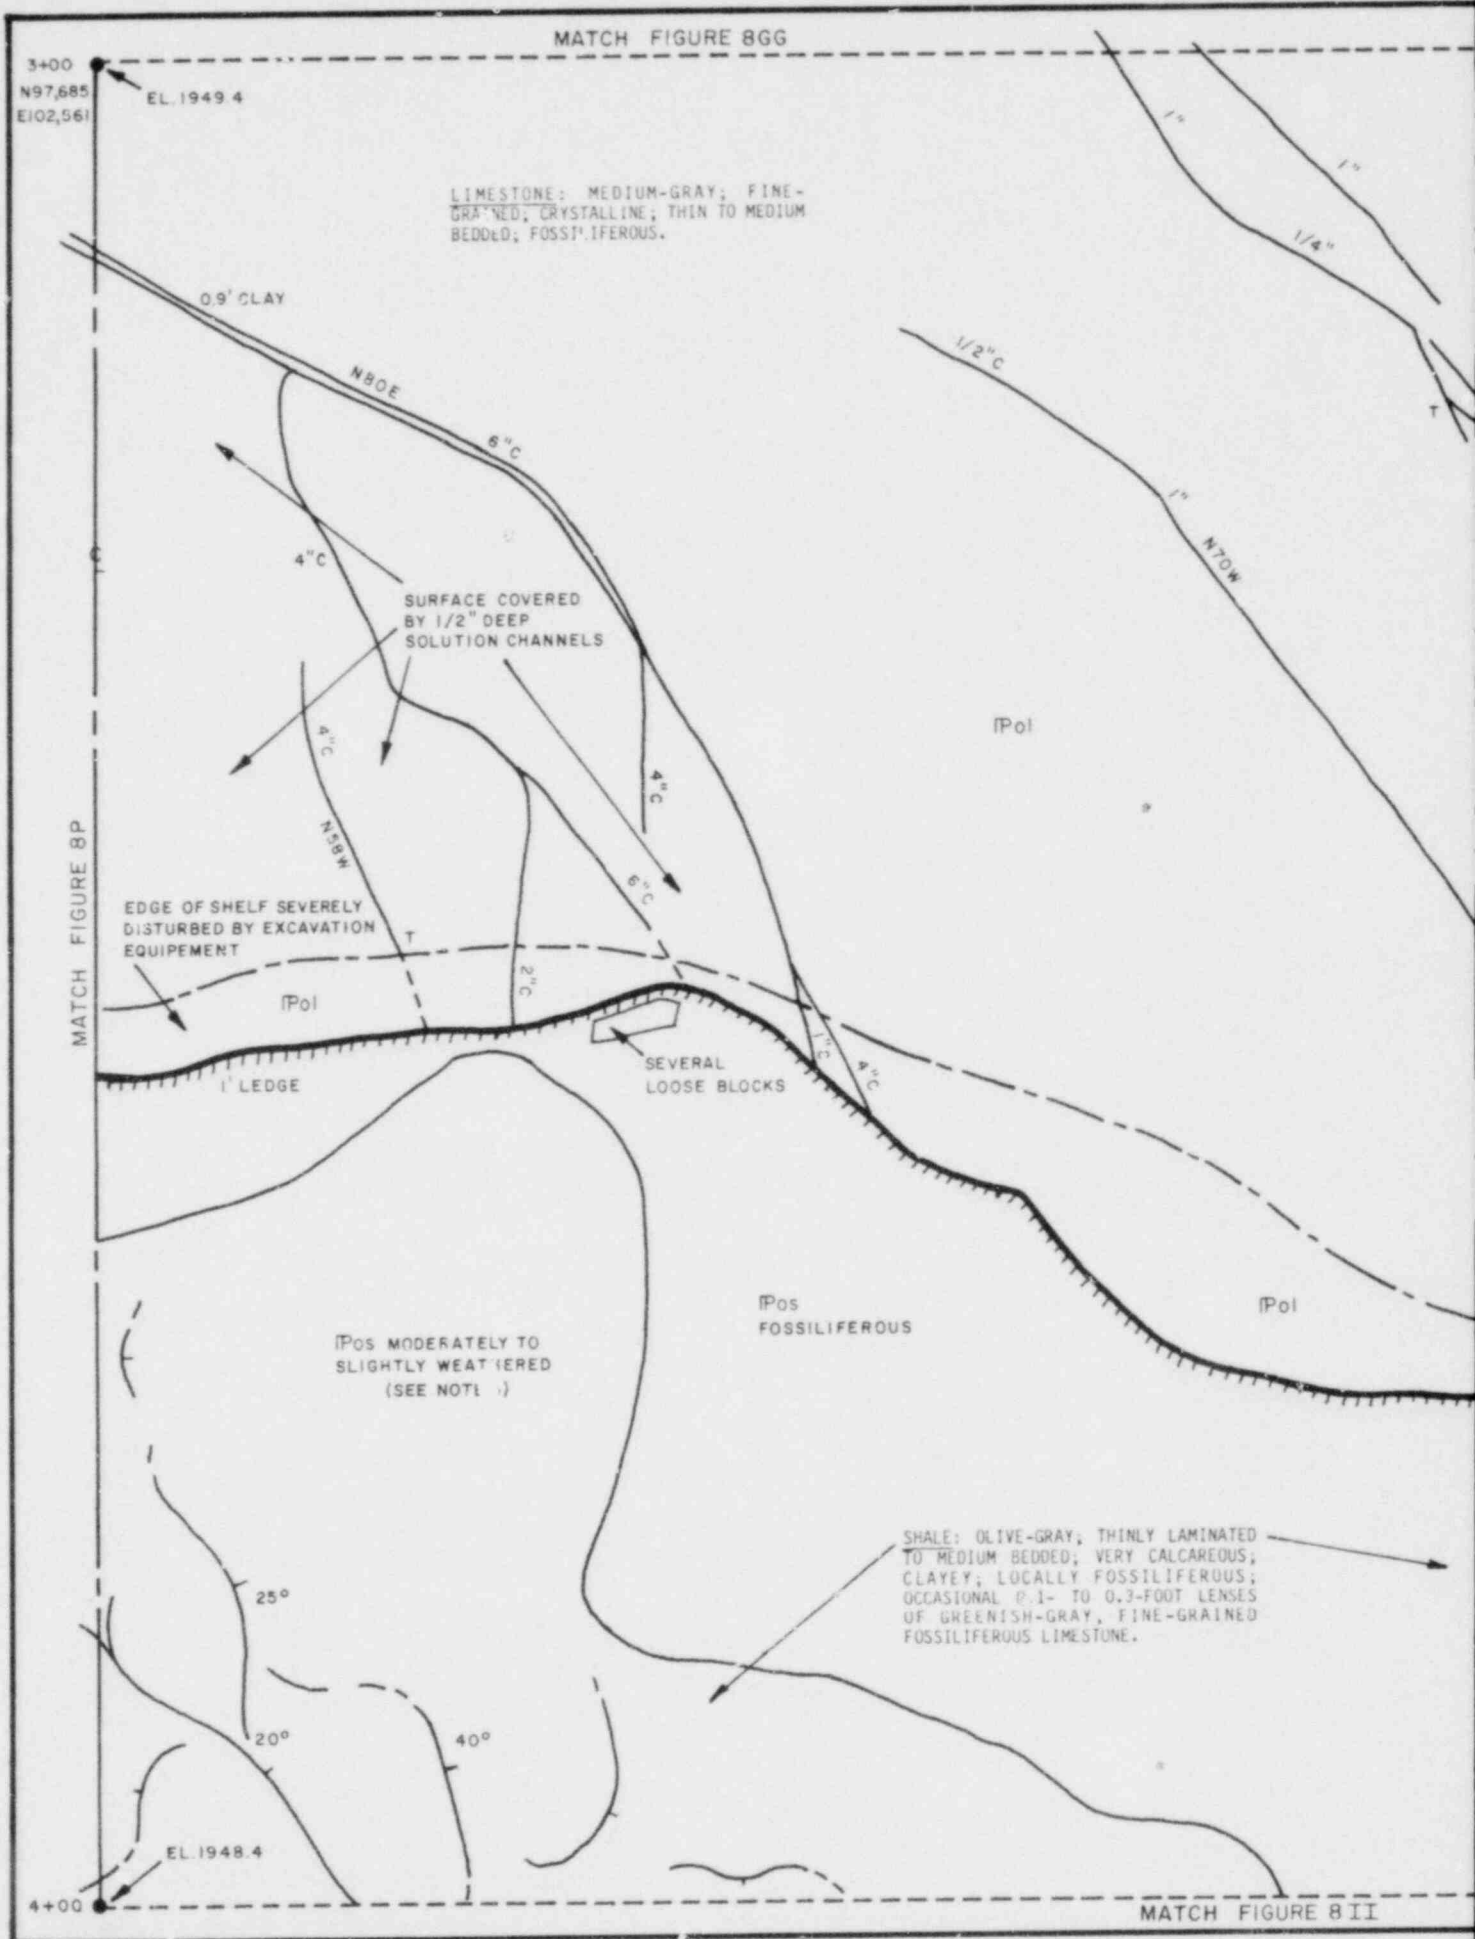 MATCH FIGURE 8GG
3+00
N97,685
E102,561
EL. 1949.4
1"
1"
LIMESTONE: MEDIUM-GRAY; FINE-
CRYSTALLINE; THIN TO MEDIUM
BEDDED;
1/4"
0.9' CLAY
1/2"C
N80E
T
6"C
1"
N70W
4"C
C
SURFACE COVERED
BY 1/2" DEEP
SOLUTION CHANNELS
4"C
ⅠPol
4"C
N58W
6"C
MATCH FIGURE 8P
EDGE OF SHELF SEVERELY
DISTURBED BY EXCAVATION
EQUIPEMENT
T
2"C
ⅠPol
1"C
4"C
SEVERAL
LOOSE BLOCKS
1' LEDGE
ⅠPos
FOSSILIFEROUS
ⅠPol
ⅠPos MODERATELY TO
SLIGHTLY
(SEE
SHALE: OLIVE-GRAY; THINLY LAMINATED
TO MEDIUM BEDDED; VERY CALCAREOUS;
CLAYEY; LOCALLY FOSSILIFEROUS;
OCCASIONAL 0.1- TO 0.3-FOOT LENSES
OF GREENISH-GRAY, FINE-GRAINED
FOSSILIFEROUS LIMESTONE.
25°
20°
40°
EL. 1948.4
4+00
MATCH FIGURE 8 II